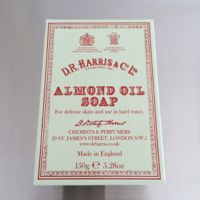 D.R. HARRIS & Co Ltd
ALMOND OIL
SOAP
For delicate skins and use in hard water.
CHEMISTS & PERFUMERS
29 ST. JAMES'S STREET, LONDON S.W.1
www.drharris.co.uk
Made in England
150g ℮ 5.28oz